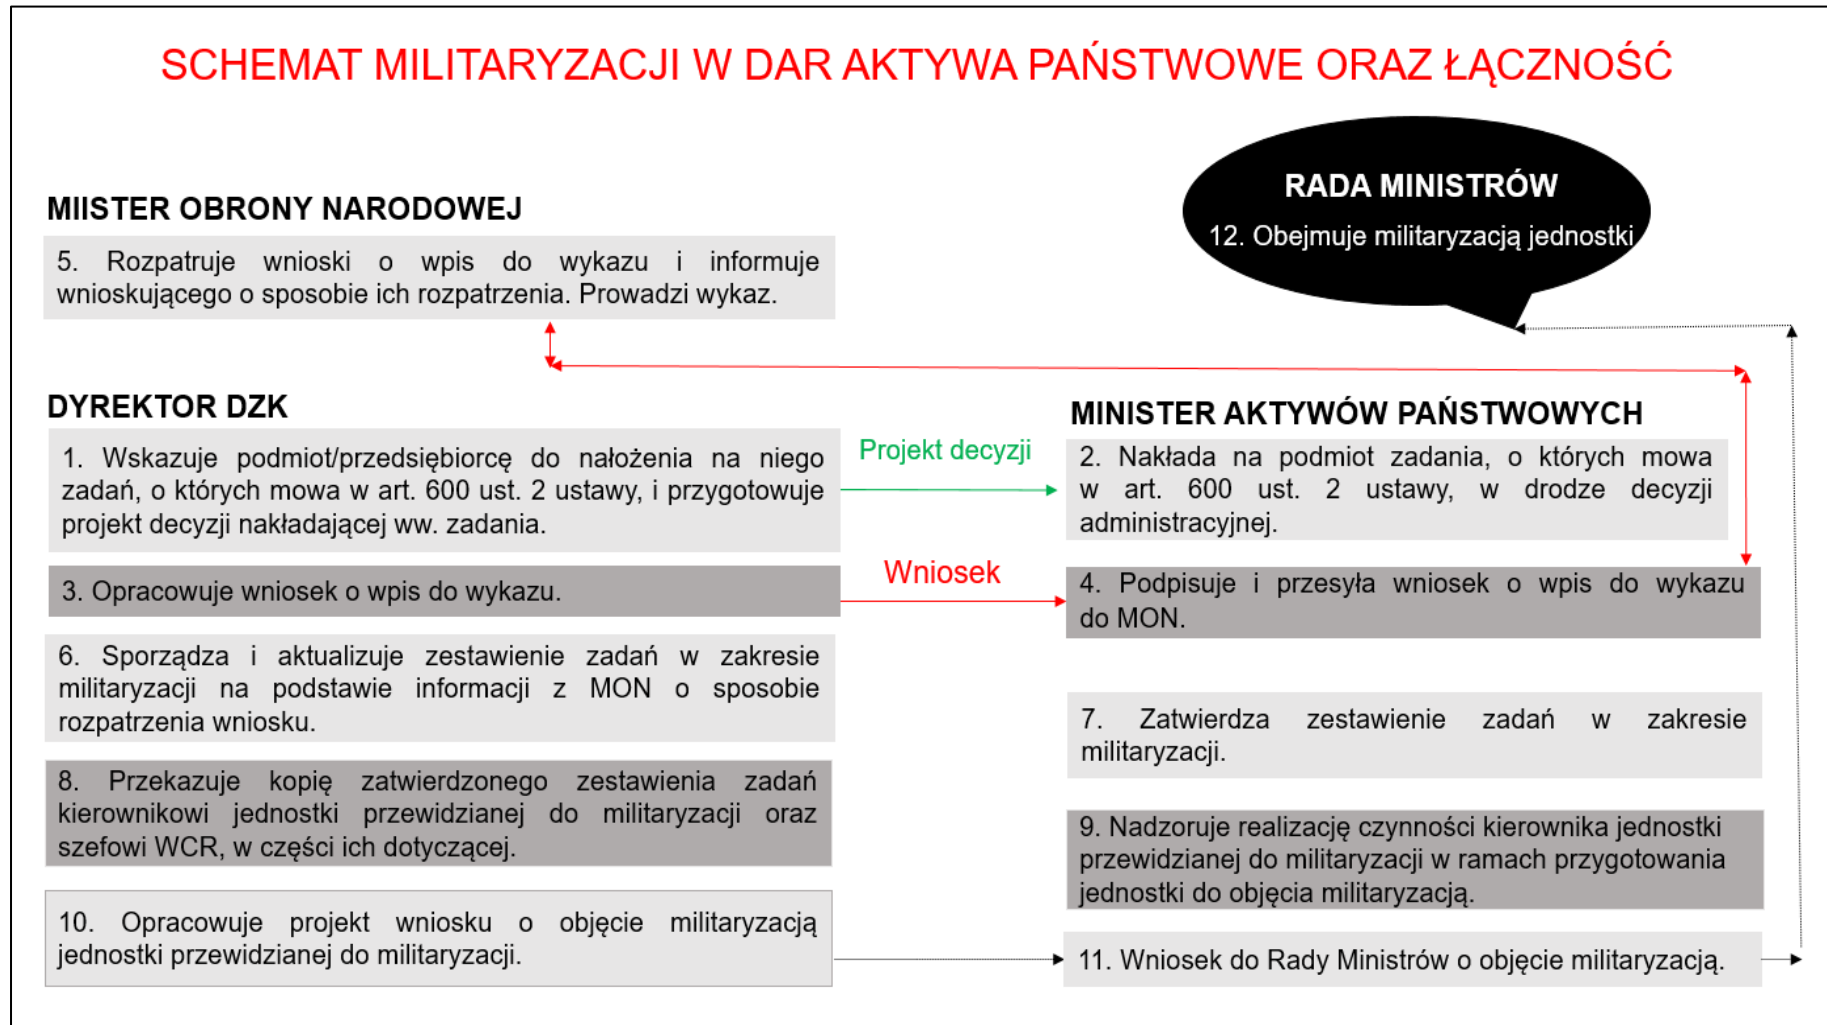 SCHEMAT MILITARYZACJI W DAR AKTYWA PAŃSTWOWE ORAZ ŁĄCZNOŚĆ
RADA MINISTRÓW
12. Obejmuje militaryzacją jednostki
MIISTER OBRONY NARODOWEJ
5. Rozpatruje wnioski o wpis do wykazu i informuje
wnioskującego o sposobie ich rozpatrzenia. Prowadzi wykaz.
DYREKTOR DZK
1. Wskazuje podmiot/przedsiębiorcę do nałożenia na niego
zadań, o których mowa w art. 600 ust. 2 ustawy, i przygotowuje
projekt decyzji nakładającej ww. zadania.
Projekt decyzji
MINISTER AKTYWÓW PAŃSTWOWYCH
2. Nakłada na podmiot zadania, o których mowa
w art. 600 ust. 2 ustawy, w drodze decyzji
administracyjnej.
3. Opracowuje wniosek o wpis do wykazu.
Wniosek
4. Podpisuje i przesyła wniosek o wpis do wykazu
do MON.
6. Sporządza i aktualizuje zestawienie zadań w zakresie
militaryzacji na podstawie informacji z MON o sposobie
rozpatrzenia wniosku.
7. Zatwierdza zestawienie zadań w zakresie
militaryzacji.
8. Przekazuje kopię zatwierdzonego zestawienia zadań
kierownikowi jednostki przewidzianej do militaryzacji oraz
szefowi WCR, w części ich dotyczącej.
9. Nadzoruje realizację czynności kierownika jednostki
przewidzianej do militaryzacji w ramach przygotowania
jednostki do objęcia militaryzacją.
10. Opracowuje projekt wniosku o objęcie militaryzacją
jednostki przewidzianej do militaryzacji.
11. Wniosek do Rady Ministrów o objęcie militaryzacją.